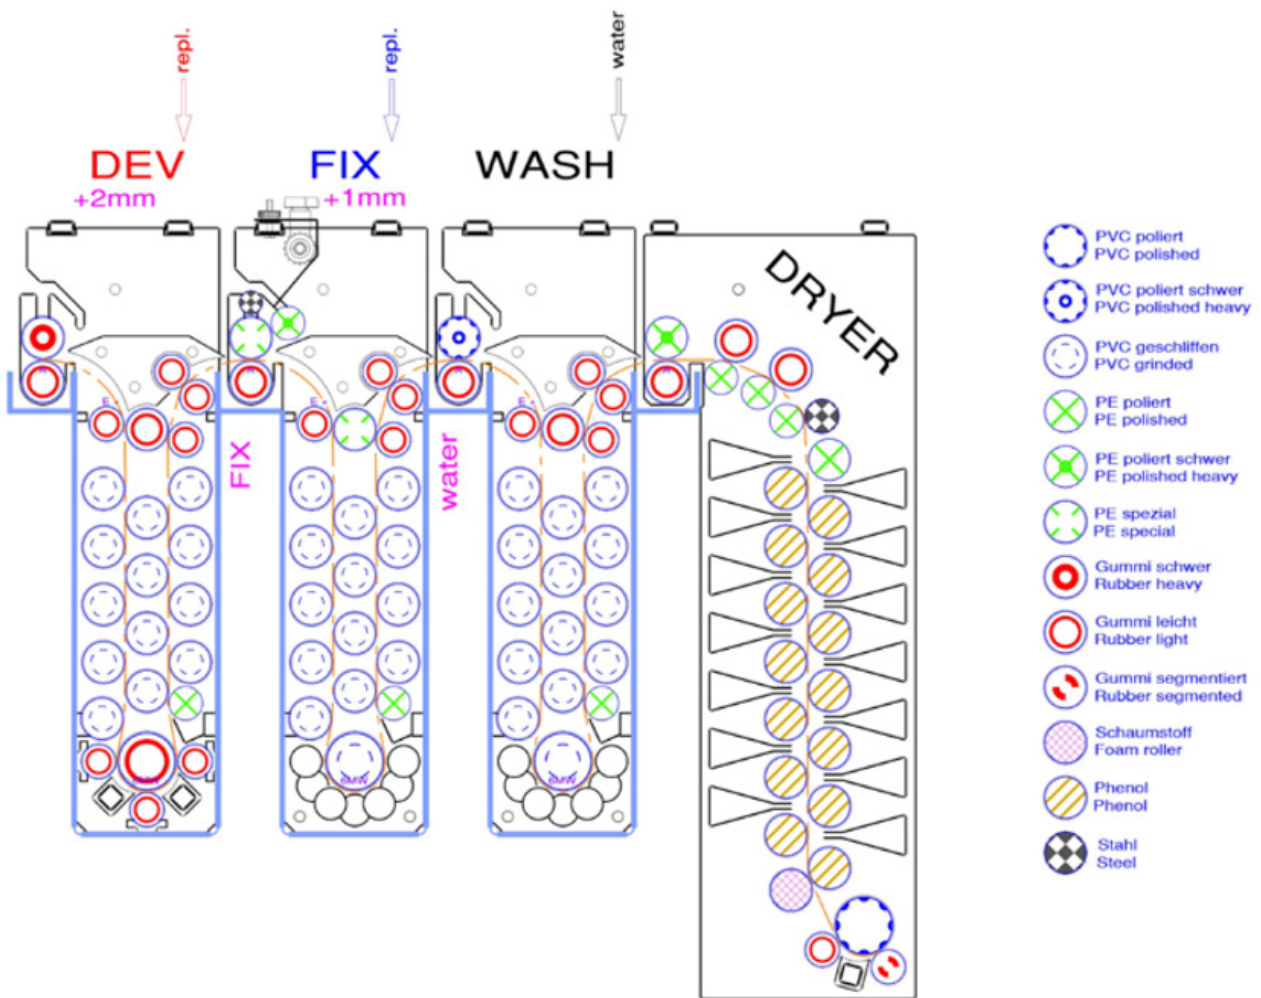 repl.
repl.
water
DEV
FIX
WASH
+2mm
+1mm
DRYER
FIX
water
PVC poliert
PVC polished
PVC poliert schwer
PVC polished heavy
PVC geschliffen
PVC grinded
PE poliert
PE polished
PE poliert schwer
PE polished heavy
PE spezial
PE special
Gummi schwer
Rubber heavy
Gummi leicht
Rubber light
Gummi segmentiert
Rubber segmented
Schaumstoff
Foam roller
Phenol
Phenol
Stahl
Steel